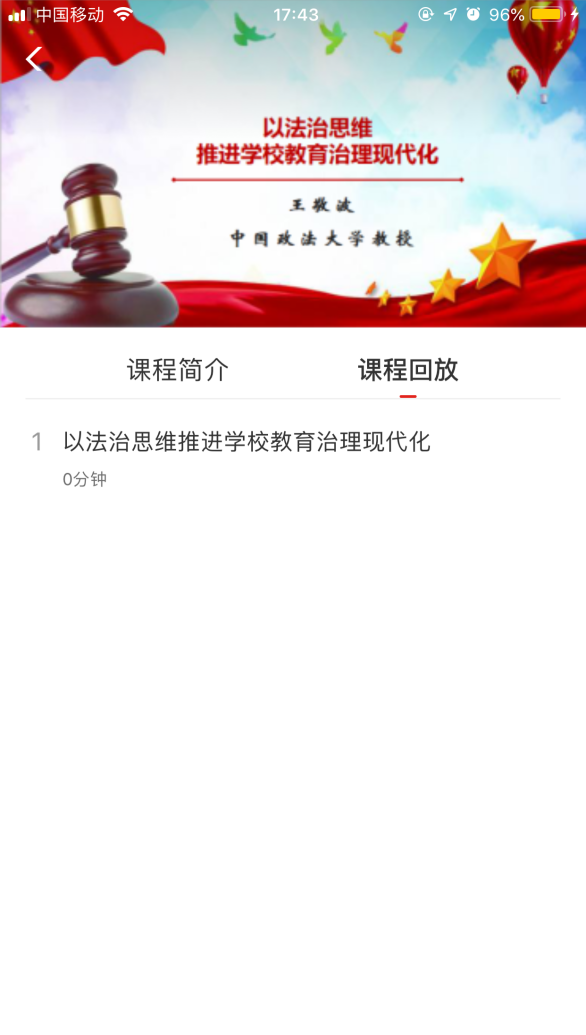 中国移动 17:43 96%
以法治思维
推进学校教育治理现代化
王敬波
中国政法大学教授
课程简介 课程回放
1 以法治思维推进学校教育治理现代化
0分钟